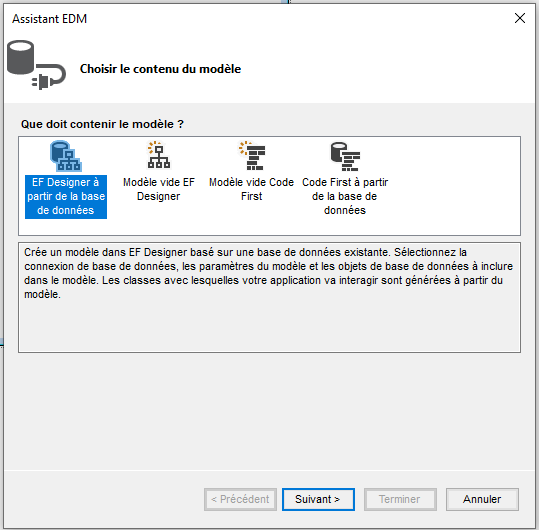 Assistant EDM
Choisir le contenu du modèle
Que doit contenir le modèle ?
EF Designer à
partir de la base
de données
Modèle vide EF
Designer
Modèle vide Code
First
Code First à partir
de la base de
données
Crée un modèle dans EF Designer basé sur une base de données existante. Sélectionnez la
connexion de base de données, les paramètres du modèle et les objets de base de données à inclure
dans le modèle. Les classes avec lesquelles votre application va interagir sont générées à partir du
modèle.
< Précédent
Suivant >
Terminer
Annuler